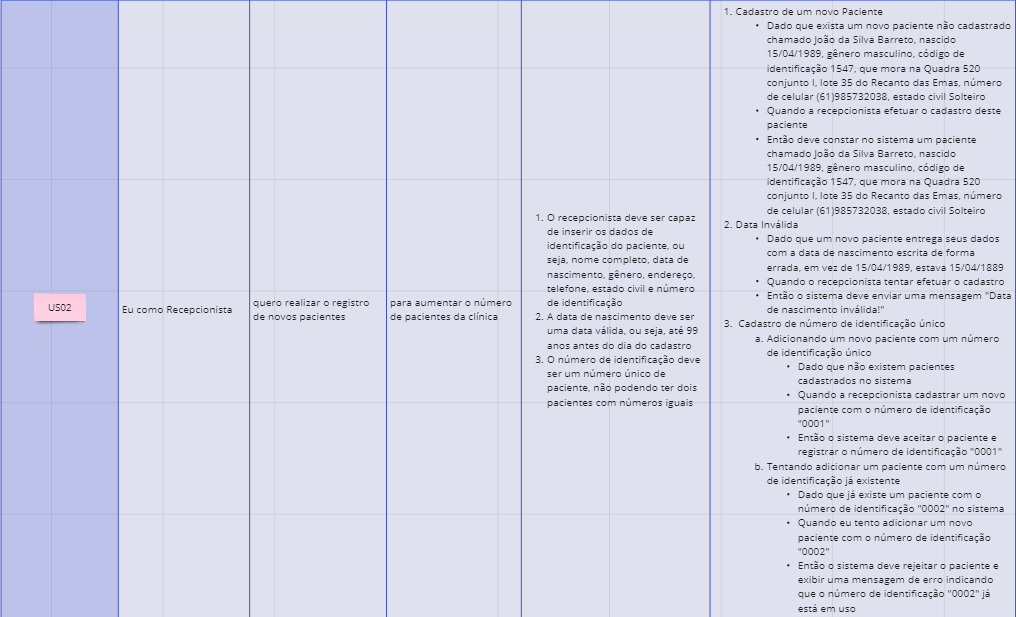 US02
Eu como Recepcionista
quero realizar o registro
de novos pacientes
para aumentar o número
de pacientes da clínica
1. O recepcionista deve ser capaz
de inserir os dados de
identificação do paciente, ou
seja, nome completo, data de
nascimento, gênero, endereço,
telefone, estado civil e número
de identificação
2. A data de nascimento deve ser
uma data válida, ou seja, até 99
anos antes do dia do cadastro
3. O número de identificação deve
ser um número único de
paciente, não podendo ter dois
pacientes com números iguais
1. Cadastro de um novo Paciente
• Dado que exista um novo paciente não cadastrado
chamado João da Silva Barreto, nascido
15/04/1989, gênero masculino, código de
identificação 1547, que mora na Quadra 520
conjunto I, lote 35 do Recanto das Emas, número
de celular (61)985732038, estado civil Solteiro
• Quando a recepcionista efetuar o cadastro deste
paciente
• Então deve constar no sistema um paciente
chamado João da Silva Barreto, nascido
15/04/1989, gênero masculino, código de
identificação 1547, que mora na Quadra 520
conjunto I, lote 35 do Recanto das Emas, número
de celular (61)985732038, estado civil Solteiro
2. Data Inválida
• Dado que um novo paciente entrega seus dados
com a data de nascimento escrita de forma
errada, em vez de 15/04/1989, estava 15/04/1889
• Quando o recepcionista tentar efetuar o cadastro
• Então o sistema deve enviar uma mensagem "Data
de nascimento inválida!"
3. Cadastro de número de identificação único
a. Adicionando um novo paciente com um número
de identificação único
• Dado que não existem pacientes
cadastrados no sistema
• Quando a recepcionista cadastrar um novo
paciente com o número de identificação
"0001"
• Então o sistema deve aceitar o paciente e
registrar o número de identificação "0001"
b. Tentando adicionar um paciente com um número
de identificação já existente
• Dado que já existe um paciente com o
número de identificação "0002" no sistema
• Quando eu tento adicionar um novo
paciente com o número de identificação
"0002"
• Então o sistema deve rejeitar o paciente e
exibir uma mensagem de erro indicando
que o número de identificação "0002" já
está em uso